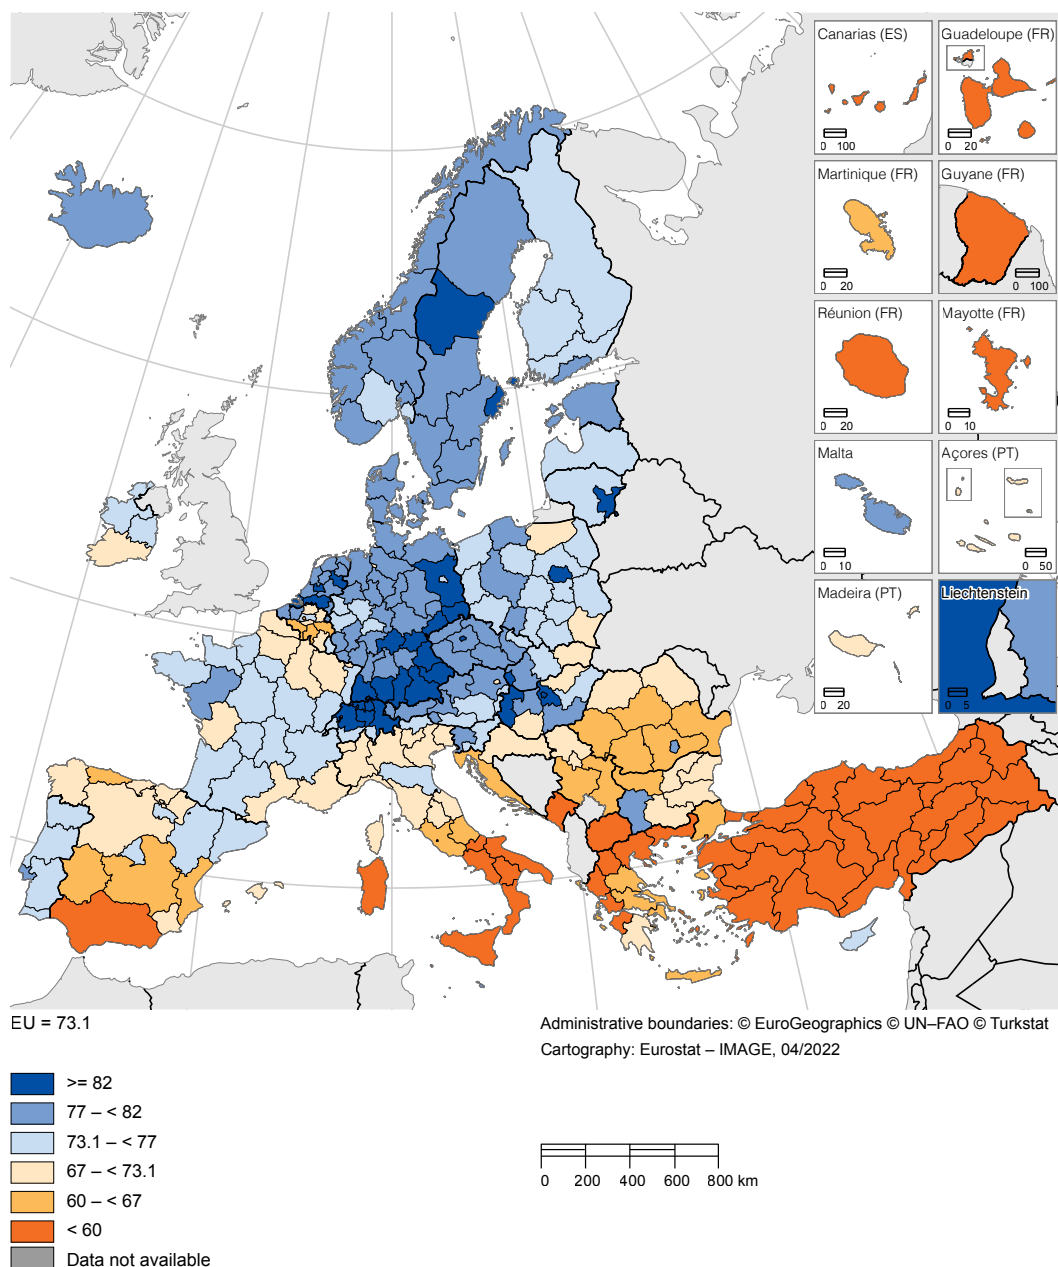 Canarias (ES)
0 100
Guadeloupe (FR)
0 20
Martinique (FR)
0 20
Guyane (FR)
0 100
Réunion (FR)
0 20
Mayotte (FR)
0 10
Malta
0 10
Açores (PT)
0 50
Madeira (PT)
0 20
Liechtenstein
0 5
EU = 73.1
Administrative boundaries: © EuroGeographics © UN–FAO © Turkstat
Cartography: Eurostat – IMAGE, 04/2022
>= 82
77 – < 82
73.1 – < 77
67 – < 73.1
60 – < 67
< 60
Data not available
0 200 400 600 800 km